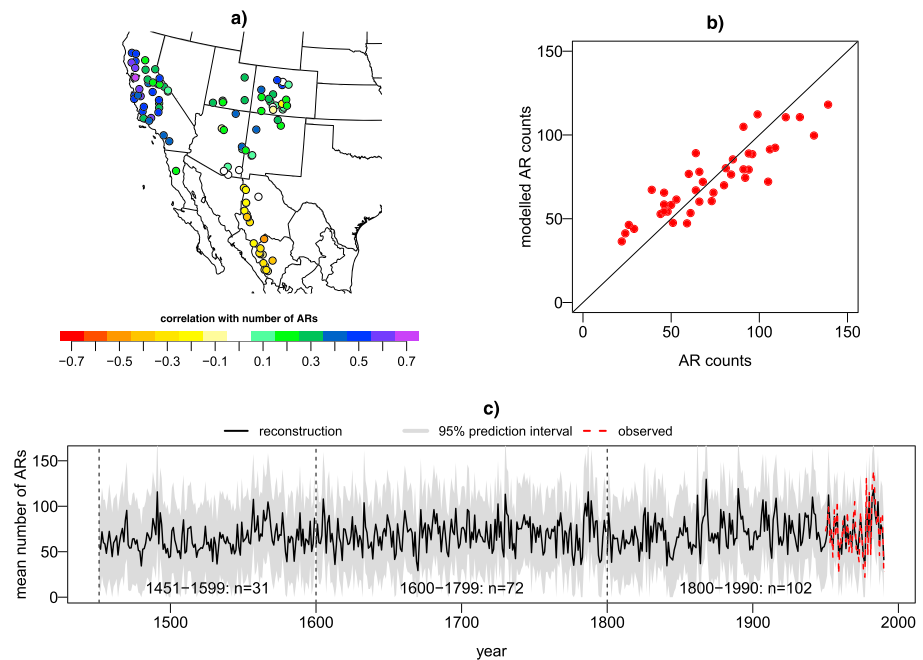 a)
correlation with number of ARs
−0.7 −0.5 −0.3 −0.1 0.1 0.3 0.5 0.7
b)
150
100
50
0
modelled AR counts
0 50 100 150
AR counts
c)
reconstruction 95% prediction interval observed
150
100
50
0
mean number of ARs
1451−1599: n=31 1600−1799: n=72 1800−1990: n=102
1500 1600 1700 1800 1900 2000
year